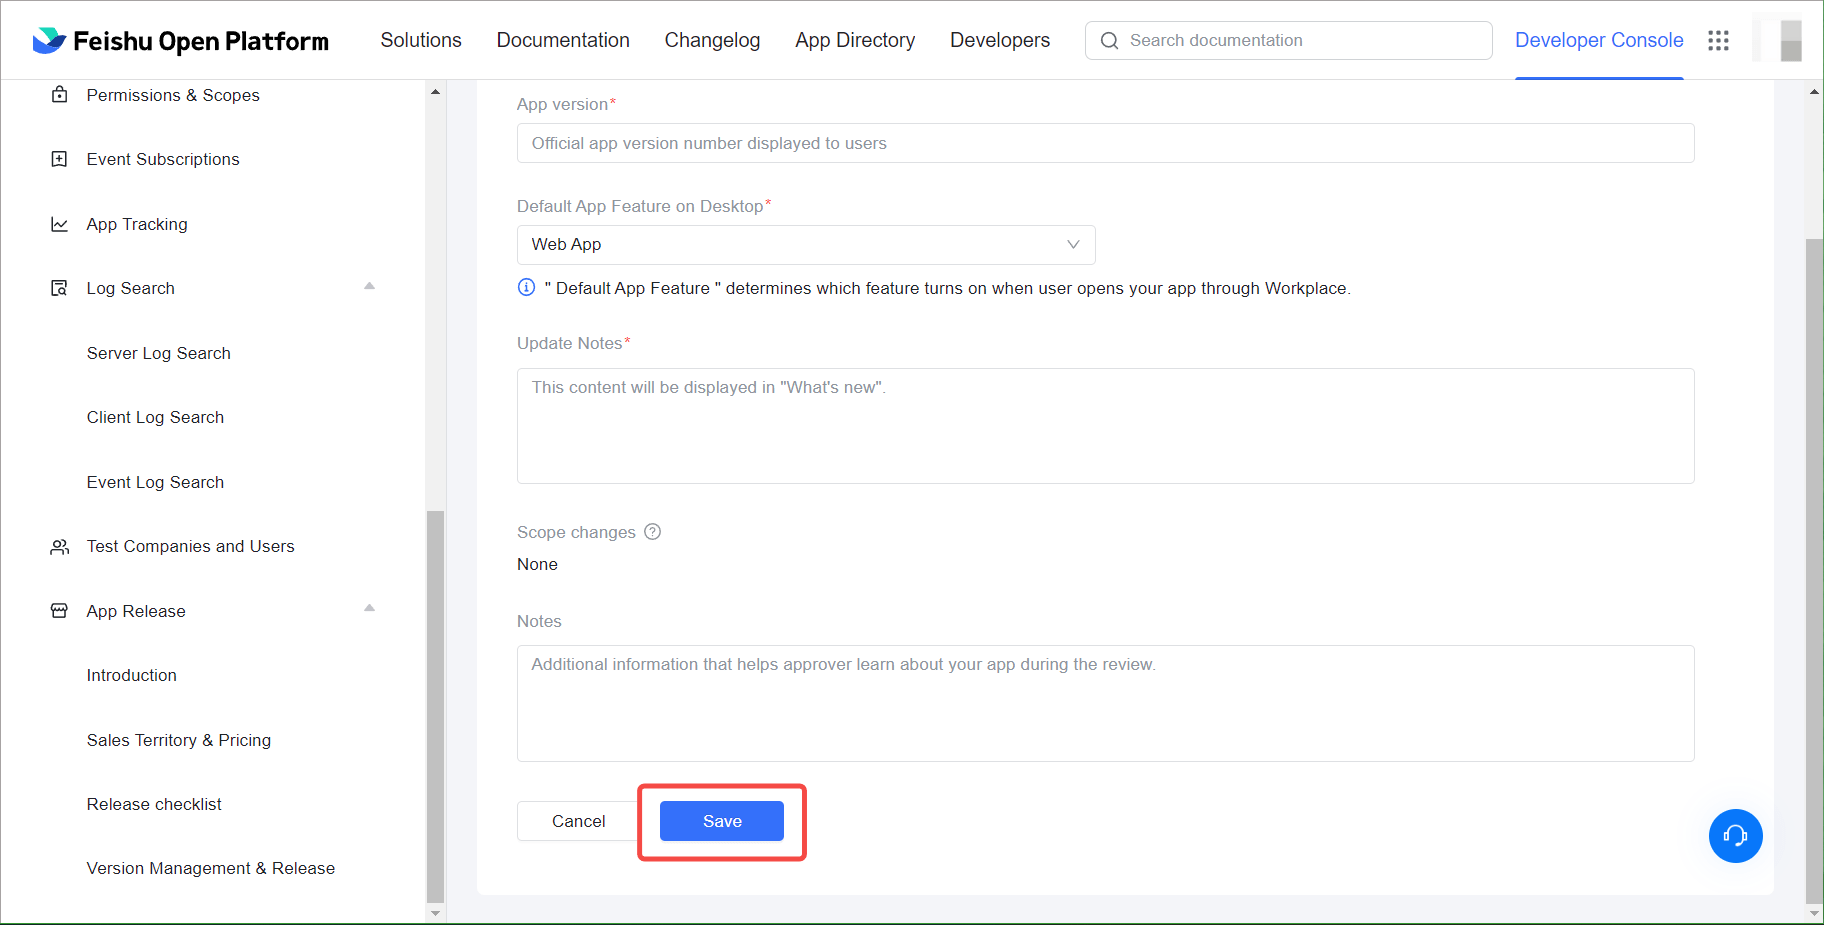 Feishu Open Platform
Solutions
Documentation
Changelog
App Directory
Developers
Search documentation
Developer Console
Permissions & Scopes
Event Subscriptions
App Tracking
Log Search
Server Log Search
Client Log Search
Event Log Search
Test Companies and Users
App Release
Introduction
Sales Territory & Pricing
Release checklist
Version Management & Release
App version*
Official app version number displayed to users
Default App Feature on Desktop*
Web App
" Default App Feature " determines which feature turns on when user opens your app through Workplace.
Update Notes*
This content will be displayed in "What's new".
Scope changes
None
Notes
Additional information that helps approver learn about your app during the review.
Cancel
Save